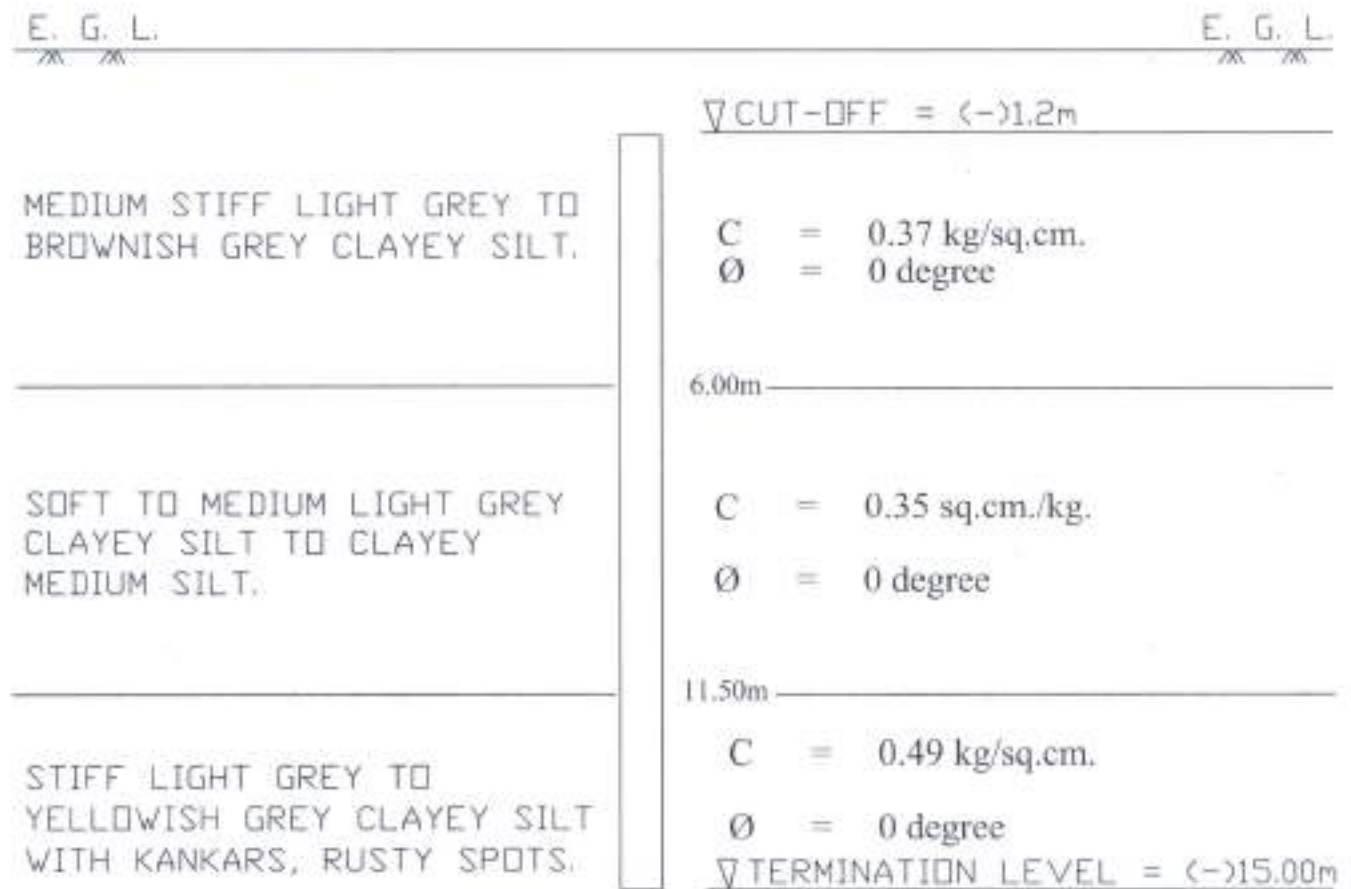 E. G. L.
E. G. L.
∇ CUT-OFF = (-)1.2m
MEDIUM STIFF LIGHT GREY TO
BROWNISH GREY CLAYEY SILT.
C = 0.37 kg/sq.cm.
Ø = 0 degree
6.00m
SOFT TO MEDIUM LIGHT GREY
CLAYEY SILT TO CLAYEY
MEDIUM SILT.
C = 0.35 sq.cm./kg.
Ø = 0 degree
11.50m
STIFF LIGHT GREY TO
YELLOWISH GREY CLAYEY SILT
WITH KANKARS, RUSTY SPOTS.
C = 0.49 kg/sq.cm.
Ø = 0 degree
∇ TERMINATION LEVEL = (-)15.00m